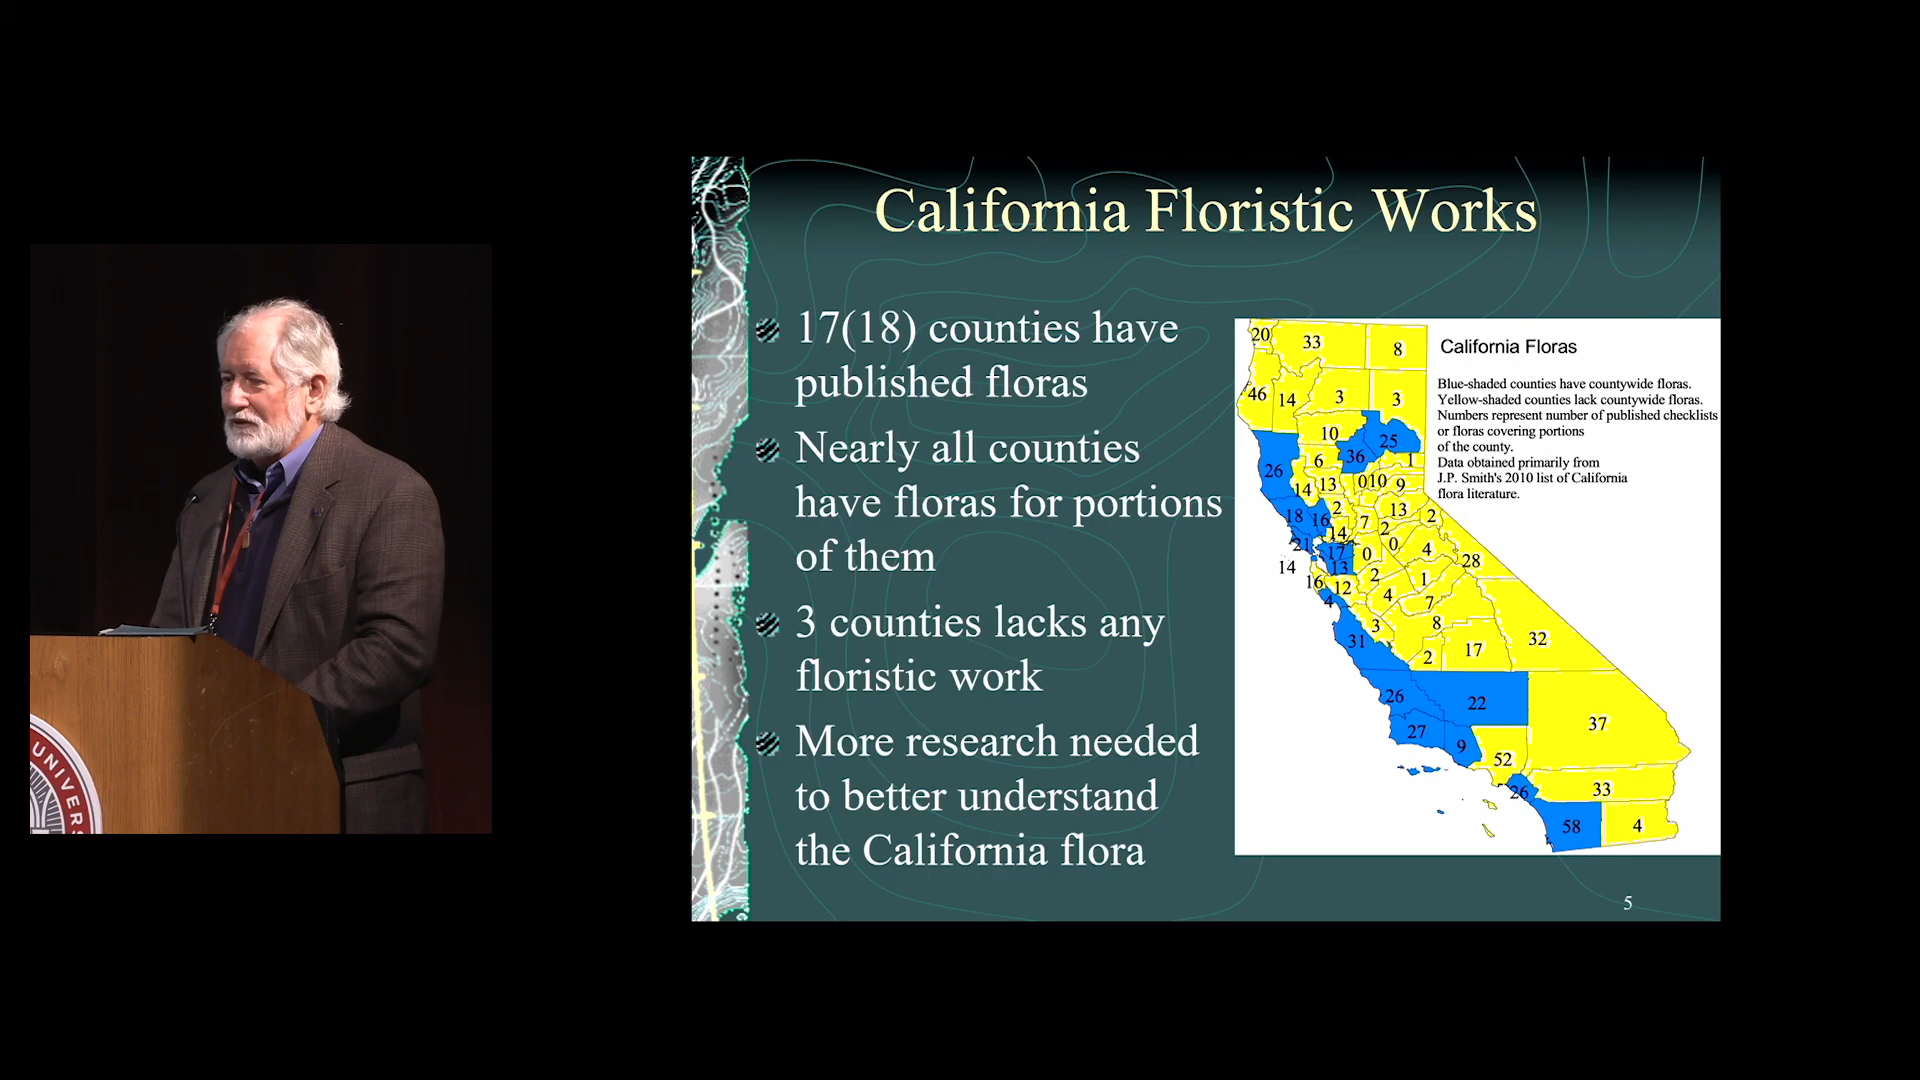 California Floristic Works
17(18) counties have
published floras
Nearly all counties
have floras for portions
of them
3 counties lacks any
floristic work
More research needed
to better understand
the California flora
California Floras
Blue-shaded counties have countywide floras.
Yellow-shaded counties lack countywide floras.
Numbers represent number of published checklists
or floras covering portions
of the county.
Data obtained primarily from
J.P. Smith's 2010 list of California
flora literature.
20
33
8
46
14
3
3
10
36
25
26
6
1
14
13
0
10
9
18
16
2
13
2
14
7
2
21
17
0
0
4
28
14
13
2
1
16
12
4
7
4
3
8
31
2
17
32
26
22
27
9
37
52
26
33
58
4
5
UNIVERS